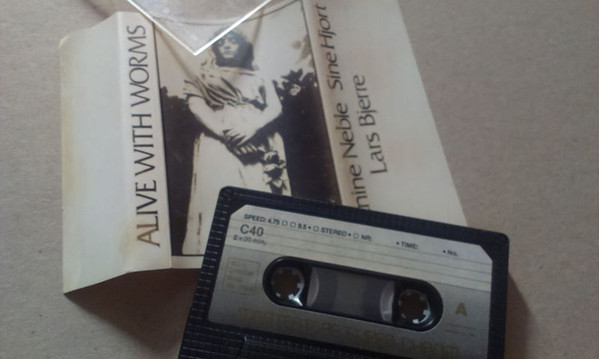 ALIVE WITH WORMS
Neble Sine Hjort
Lars Bjerre
SPEED: 4.75 9.5 • STEREO • NR • TIME: • No.
C40
2 x 20 min.
A